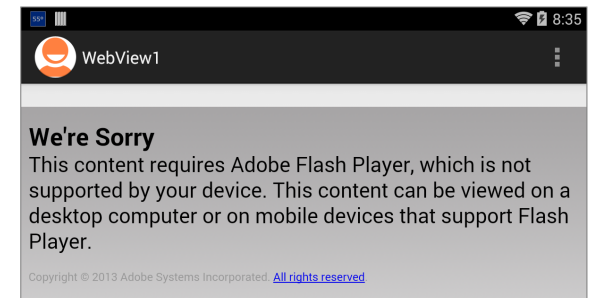 55° 8:35
WebView1
We're Sorry
This content requires Adobe Flash Player, which is not
supported by your device. This content can be viewed on a
desktop computer or on mobile devices that support Flash
Player.
Copyright © 2013 Adobe Systems Incorporated. All rights reserved.